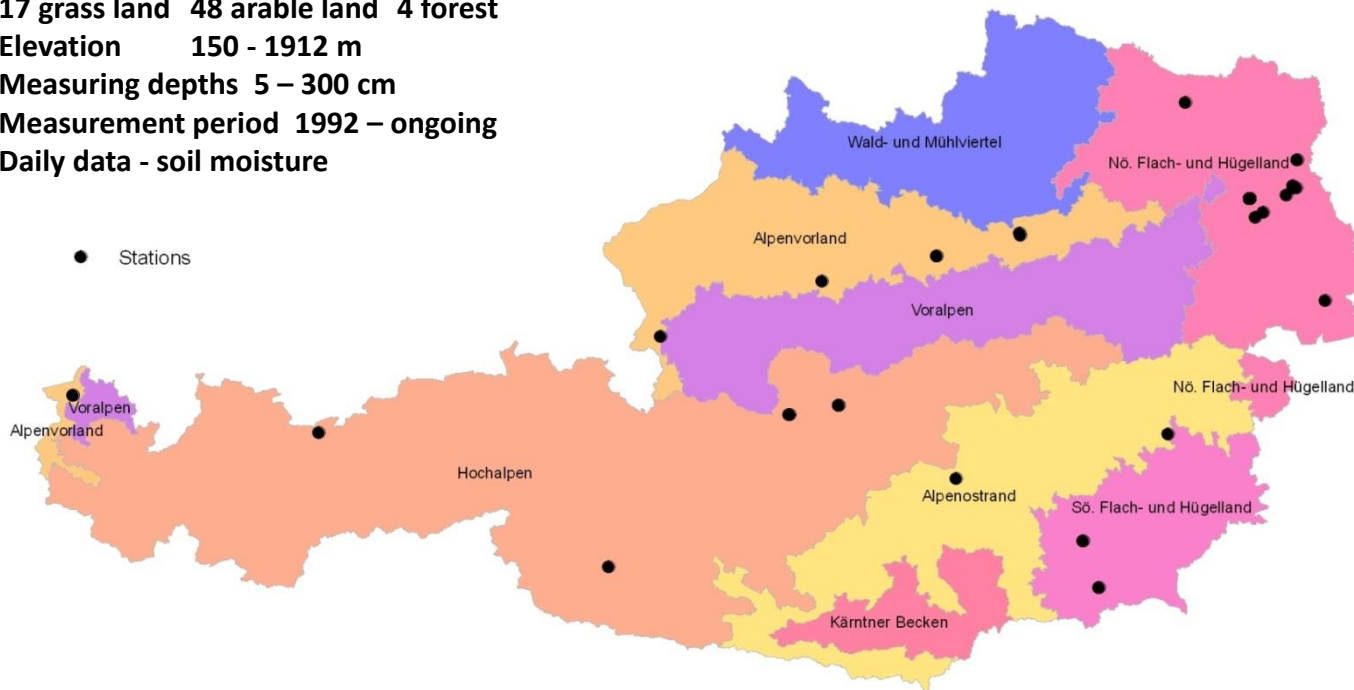 17 grass land 48 arable land 4 forest
Elevation 150 - 1912 m
Measuring depths 5 – 300 cm
Measurement period 1992 – ongoing
Daily data - soil moisture
Wald- und Mühlviertel
Nö. Flach- und Hügelland
Alpenvorland
Stations
Voralpen
Nö. Flach- und Hügelland
Voralpen
Alpenvorland
Hochalpen
Alpenostrand
Sö. Flach- und Hügelland
Kärntner Becken